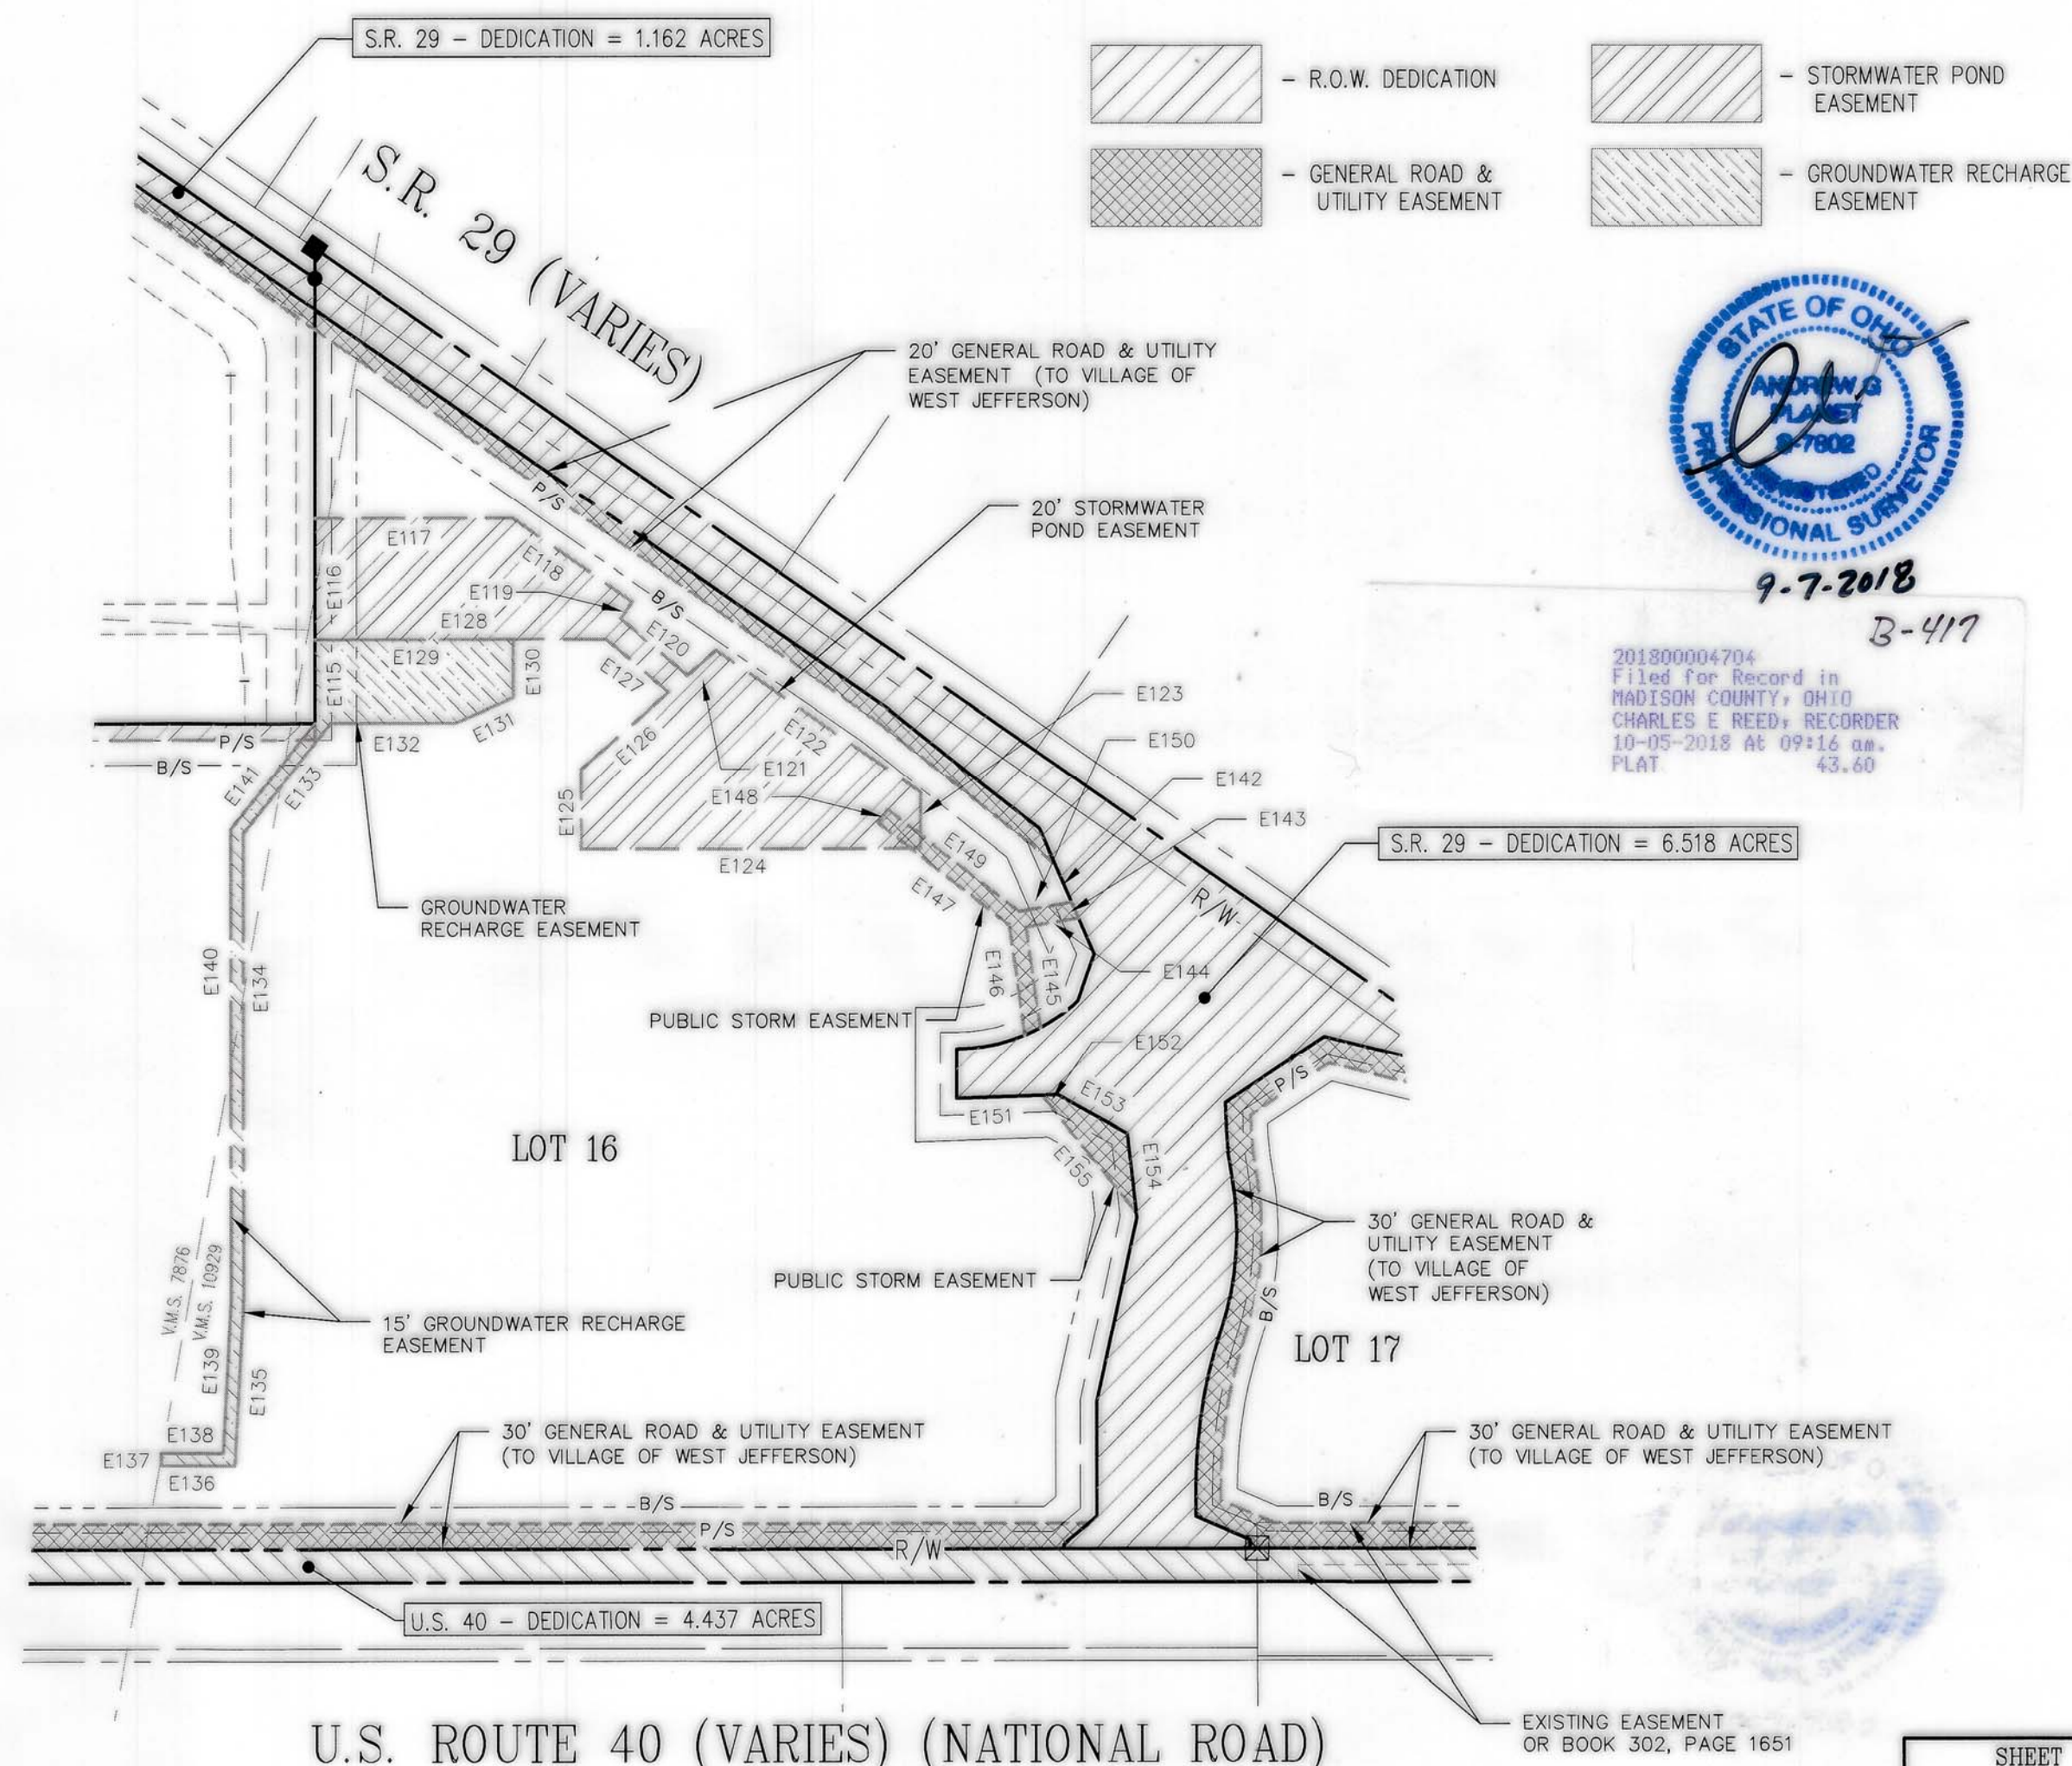 S.R. 29 - DEDICATION = 1.162 ACRES
- R.O.W. DEDICATION
- STORMWATER POND
EASEMENT
- GENERAL ROAD &
UTILITY EASEMENT
- GROUNDWATER RECHARGE
EASEMENT
S.R. 29 (VARIES)
STATE OF OHIO
ANDREW G
PLANET
S-7802
REGISTERED
PROFESSIONAL SURVEYOR
9-7-2018
B-417
201800004704
Filed for Record in
MADISON COUNTY, OHIO
CHARLES E REED, RECORDER
10-05-2018 At 09:16 am.
PLAT 43.60
20' GENERAL ROAD & UTILITY
EASEMENT (TO VILLAGE OF
WEST JEFFERSON)
P/S
20' STORMWATER
POND EASEMENT
E117
E118
E116
E119
B/S
E128
E120
E129
E130
E127
E115
E131
E132
P/S
B/S
E141
E133
E123
E126
E122
E150
E121
E142
E148
E143
E125
E149
E124
E147
S.R. 29 - DEDICATION = 6.518 ACRES
R/W
GROUNDWATER
RECHARGE EASEMENT
E140
E134
E146
E145
E144
PUBLIC STORM EASEMENT
E152
E151
E153
P/S
LOT 16
E155
E154
30' GENERAL ROAD &
UTILITY EASEMENT
(TO VILLAGE OF
WEST JEFFERSON)
PUBLIC STORM EASEMENT
B/S
V.M.S. 7876
V.M.S. 10929
15' GROUNDWATER RECHARGE
EASEMENT
LOT 17
E139
E135
E138
E137
E136
30' GENERAL ROAD & UTILITY EASEMENT
(TO VILLAGE OF WEST JEFFERSON)
30' GENERAL ROAD & UTILITY EASEMENT
(TO VILLAGE OF WEST JEFFERSON)
B/S
B/S
P/S
R/W
U.S. 40 - DEDICATION = 4.437 ACRES
EXISTING EASEMENT
OR BOOK 302, PAGE 1651
U.S. ROUTE 40 (VARIES) (NATIONAL ROAD)
SHEET